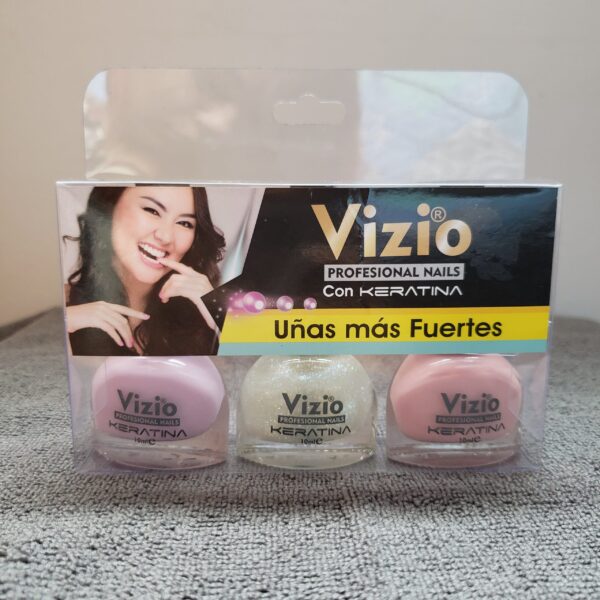 Vizio®
PROFESIONAL NAILS
Con KERATINA
Uñas más Fuertes
Vizio
PROFESIONAL NAILS
KERATINA
10ml ℮
Vizio®
PROFESIONAL NAILS
KERATINA
10ml ℮
Vizio
PROFESIONAL NAILS
KERATINA
10ml ℮